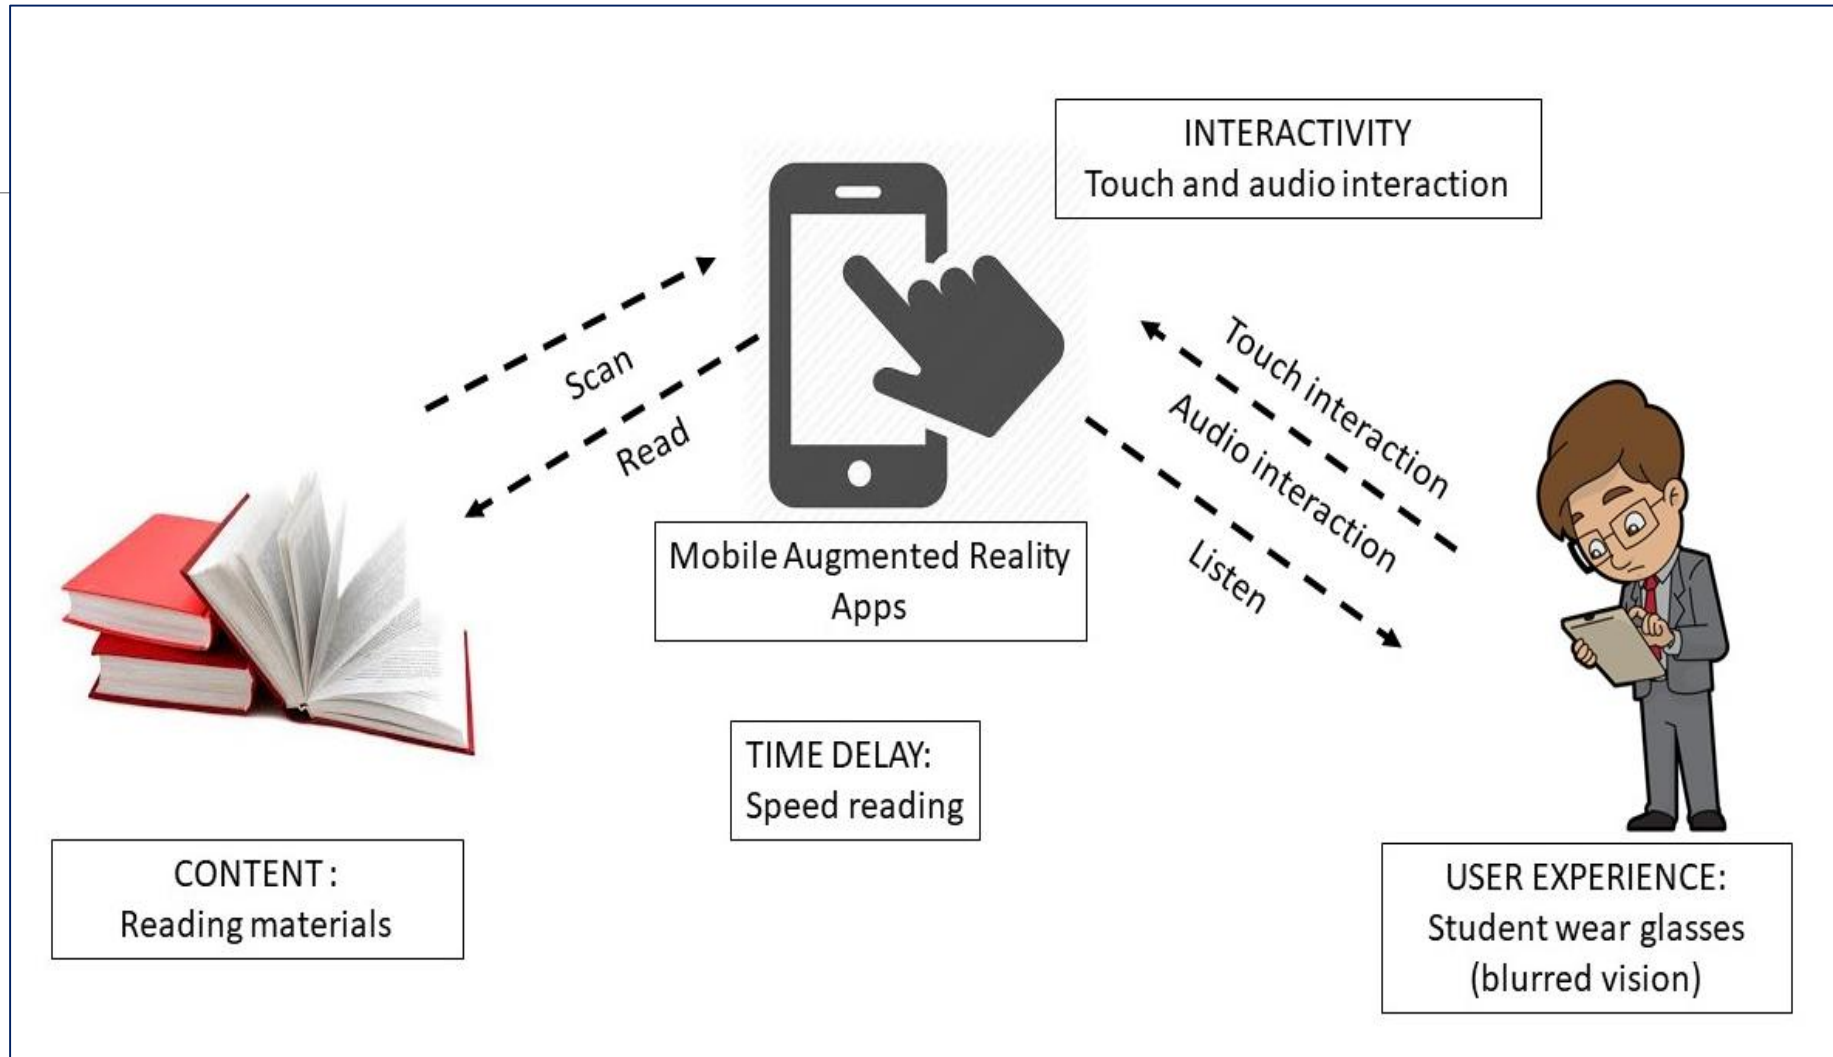 INTERACTIVITY
Touch and audio interaction
Scan
Read
Touch interaction
Audio interaction
Listen
Mobile Augmented Reality
Apps
TIME DELAY:
Speed reading
CONTENT :
Reading materials
USER EXPERIENCE:
Student wear glasses
(blurred vision)